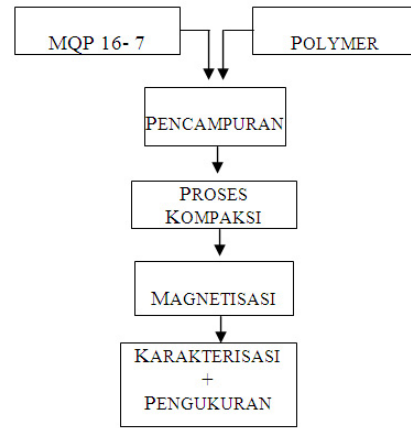 MQP 16- 7
POLYMER
PENCAMPURAN
PROSES
KOMPAKSI
MAGNETISASI
KARAKTERISASI
+
PENGUKURAN